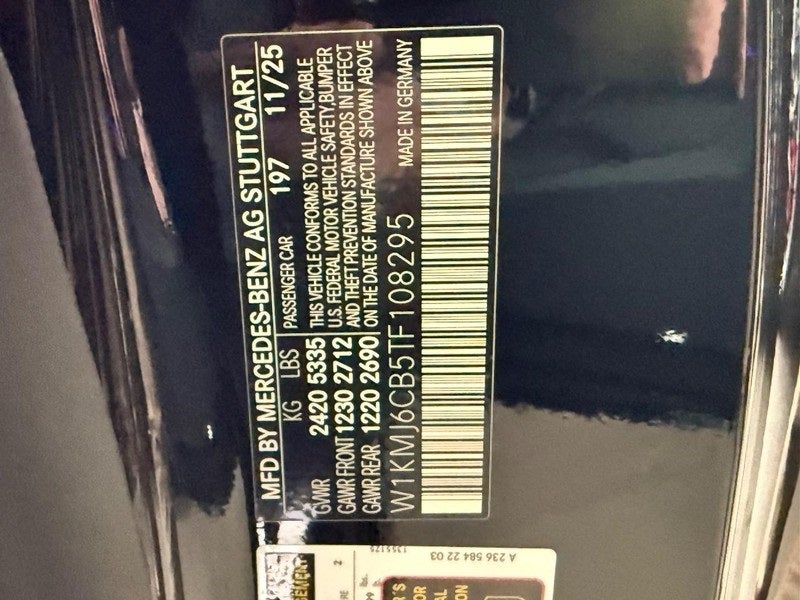 MFD BY MERCEDES-BENZ AG STUTTGART
KG LBS PASSENGER CAR 197 11/25
GVWR 2420 5335 THIS VEHICLE CONFORMS TO ALL APPLICABLE
U.S. FEDERAL MOTOR VEHICLE SAFETY,BUMPER
GAWR FRONT 1230 2712 AND THEFT PREVENTION STANDARDS IN EFFECT
GAWR REAR 1220 2690 ON THE DATE OF MANUFACTURE SHOWN ABOVE
W1KMJ6CB5TF108295 MADE IN GERMANY
A 236 584 22 03
2